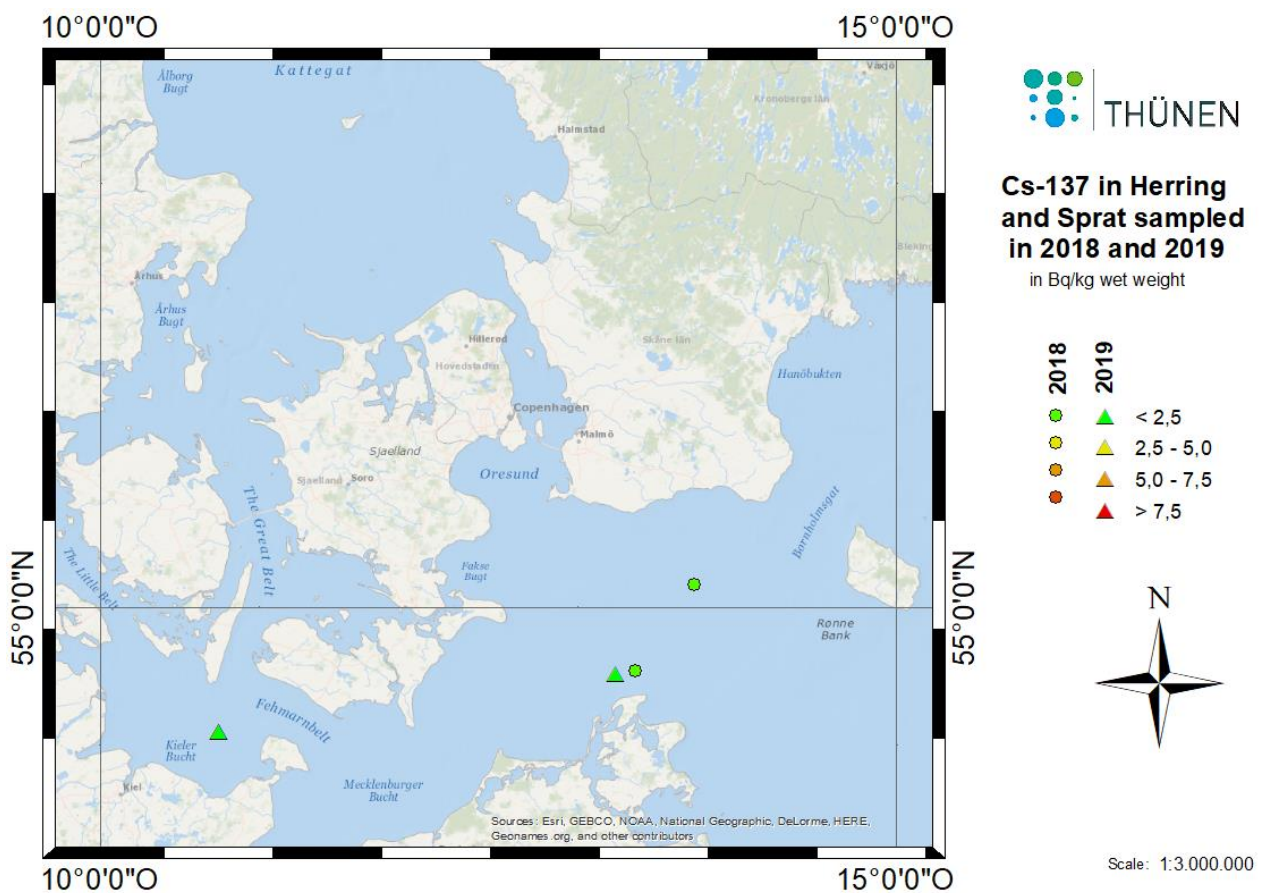 10°0'0"O
15°0'0"O
Ålborg
Bugt
Kattegat
Växjö
Kronobergs län
Halmstad
Bleking
Århus
Århus
Bugt
Hillerod
Hovedstaden
Skåne län
Hanöbukten
Copenhagen
Malmö
Sjaelland
Oresund
Sjaelland
Soro
The Great Belt
Bornholmsgat
The Little Belt
Fakse
Bugt
55°0'0"N
55°0'0"N
Rønne
Bank
Fehmarnbelt
Kieler
Bucht
Kiel
Mecklenburger
Bucht
Sources: Esri, GEBCO, NOAA, National Geographic, DeLorme, HERE,
Geonames.org, and other contributors
10°0'0"O
15°0'0"O
THÜNEN
Cs-137 in Herring
and Sprat sampled
in 2018 and 2019
in Bq/kg wet weight
2018
2019
< 2,5
2,5 - 5,0
5,0 - 7,5
> 7,5
N
Scale: 1:3.000.000